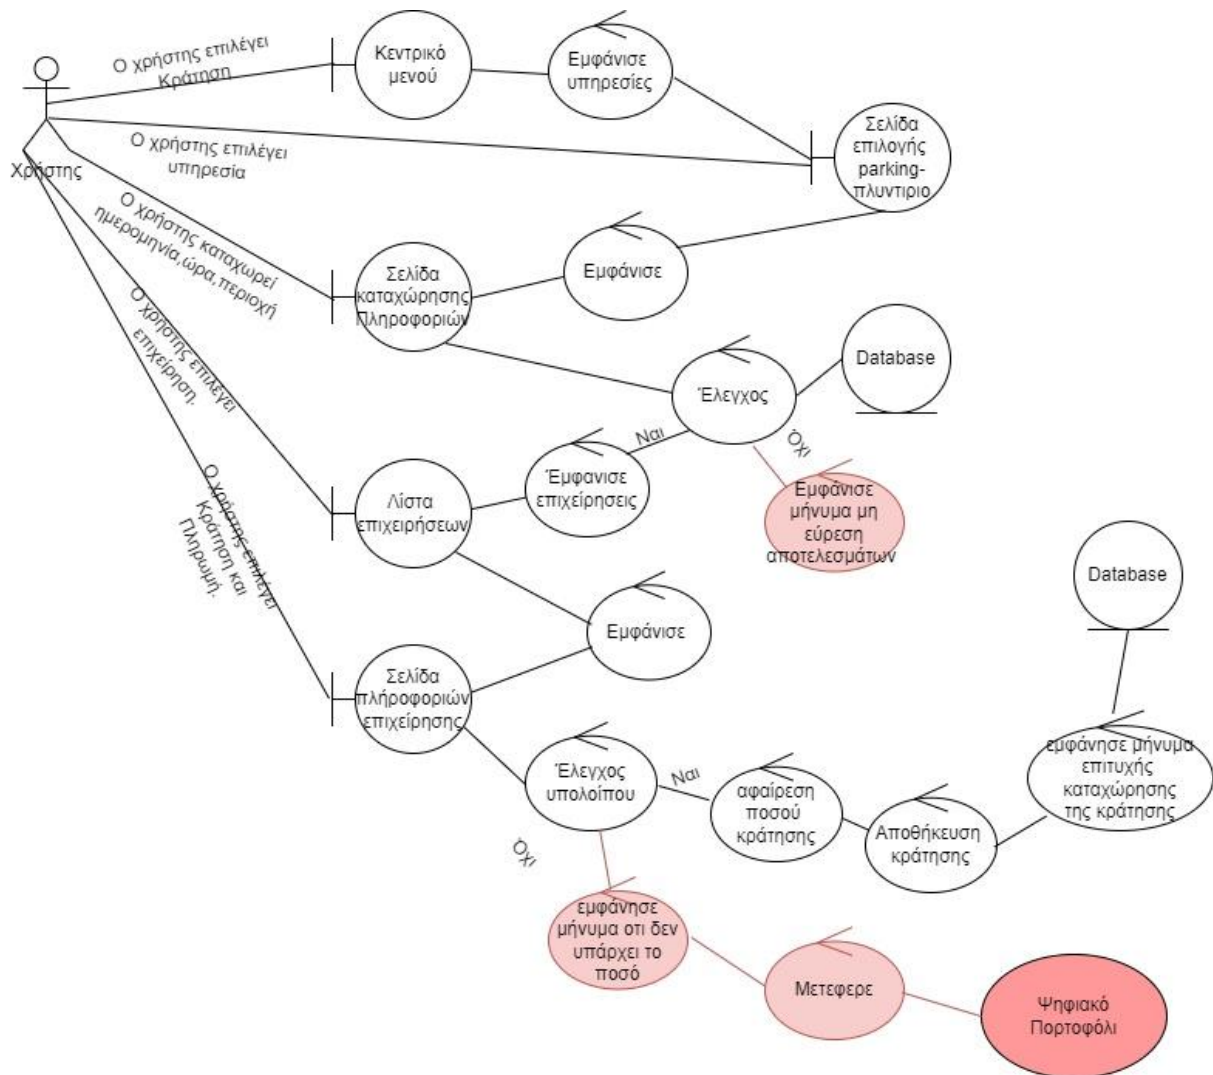 Ο χρήστης επιλέγει
Κράτηση
Κεντρικό
μενού
Εμφάνισε
υπηρεσίες
Χρήστης
Ο χρήστης επιλέγει
υπηρεσία
Σελίδα
επιλογής
parking-
πλυντιριο
Ο χρήστης καταχωρεί
ημερομηνία,ώρα,περιοχή
Σελίδα
καταχώρησης
Πληροφοριών
Εμφάνισε
Έλεγχος
Database
Ο χρήστης επιλέγει
επιχείρηση.
Ναι
Όχι
Λίστα
επιχειρήσεων
Έμφανισε
επιχείρησεις
Εμφάνισε
μήνυμα μη
εύρεση
αποτελεσμάτων
Database
Ο χρήστης επιλέγει
Κράτηση και
Πληρωμή.
Εμφάνισε
Σελίδα
πλήροφοριών
επιχείρησης
Έλεγχος
υπολοίπου
Ναι
Όχι
αφαίρεση
ποσού
κράτησης
Αποθήκευση
κράτησης
εμφάνησε μήνυμα
επιτυχής
καταχώρησης
της κράτησης
εμφάνησε
μήνυμα οτι δεν
υπάρχει το
ποσό
Μετεφερε
Ψηφιακό
Πορτοφόλι